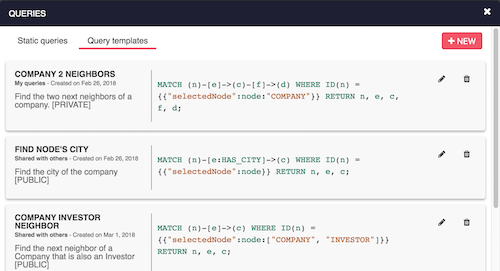 QUERIES
Static queries
Query templates
+ NEW
COMPANY 2 NEIGHBORS
My queries - Created on Feb 26, 2018
Find the two next neighbors of a
company. [PRIVATE]
MATCH (n)-[e]->(c)-[f]->(d) WHERE ID(n) =
{{"selectedNode":node:"COMPANY"}} RETURN n, e, c,
f, d;
FIND NODE'S CITY
Shared with others - Created on Feb 26, 2018
Find the city of the company
[PUBLIC]
MATCH (n)-[e:HAS_CITY]->(c) WHERE ID(n) =
{{"selectedNode":node}} RETURN n, e, c;
COMPANY INVESTOR
NEIGHBOR
Shared with others - Created on Mar 1, 2018
Find the next neighbor of a
Company that is also an Investor
[PUBLIC]
MATCH (n)-[e]->(c) WHERE ID(n) =
{{"selectedNode":node:["COMPANY", "INVESTOR"]}}
RETURN n, e, c;